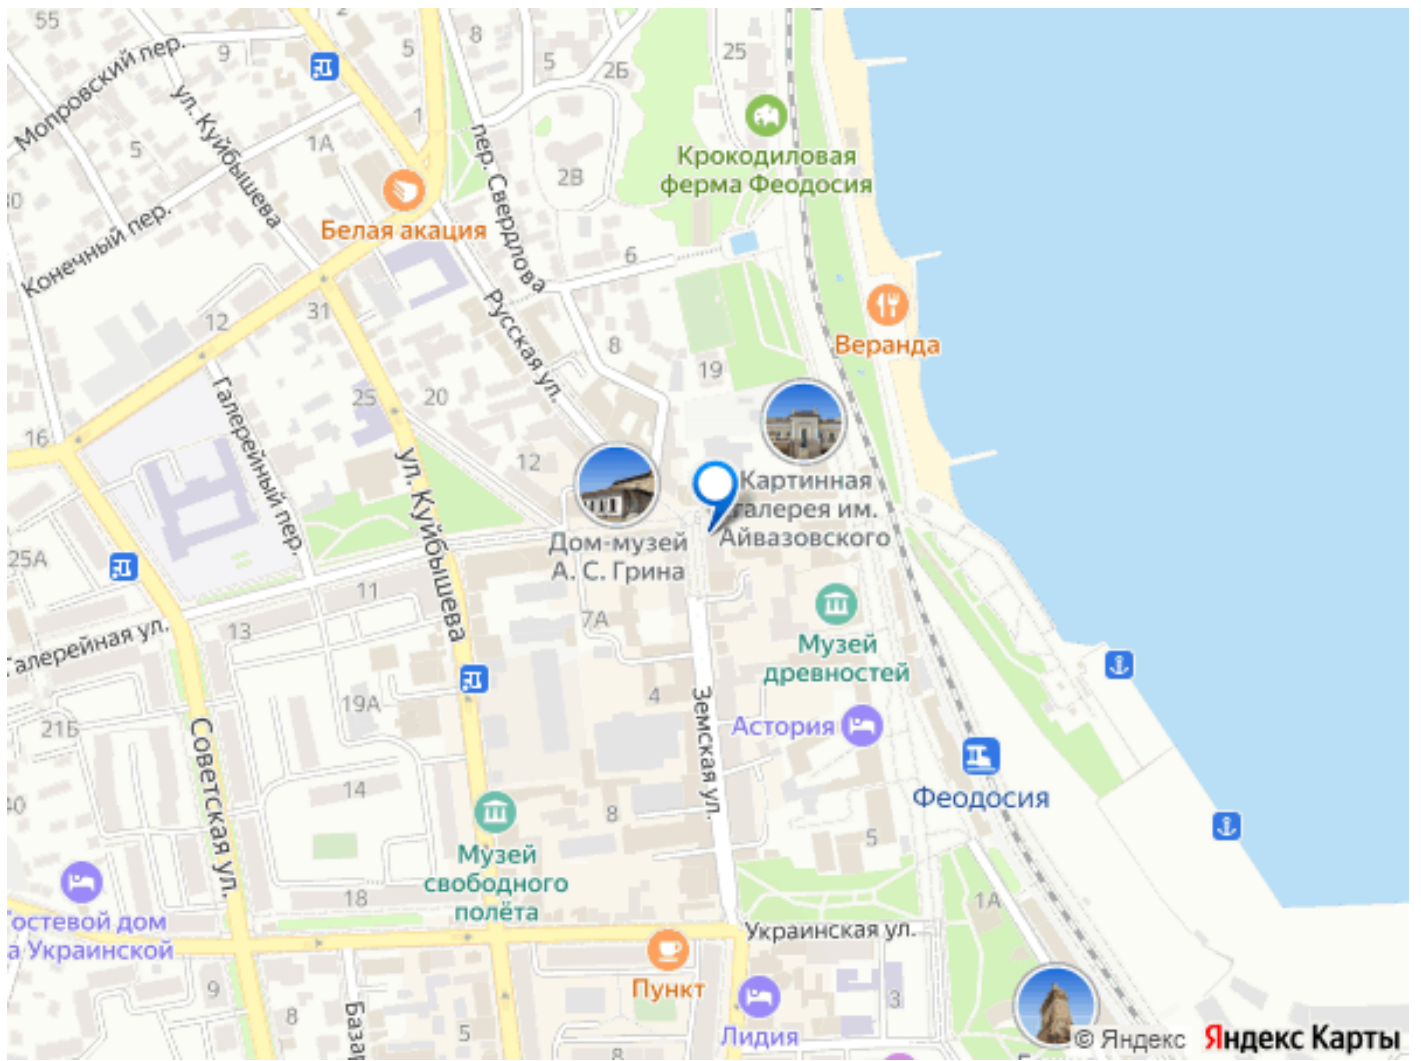 55
2
5
8
25
9
2Б
5
Мопровский пер.
ул. Куйбышева
1
1А
5
пер. Свердлова
Крокодиловая
ферма Феодосия
2В
Конечный пер.
Белая акация
6
Русская ул.
31
12
8
Веранда
19
Галерейный пер.
25
20
16
ул. Куйбышева
12
Картинная
галерея им.
Айвазовского
Дом-музей
А. С. Грина
25А
11
7А
13
Галерейная ул.
Музей
древностей
4
Земская ул.
19А
21Б
Астория
Советская ул.
14
40
Феодосия
8
5
Музей
свободного
полёта
18
1А
Гостевой дом
на Украинской
Украинская ул.
Пункт
9
8
Базар
5
3
Лидия
8
© Яндекс Яндекс Карты